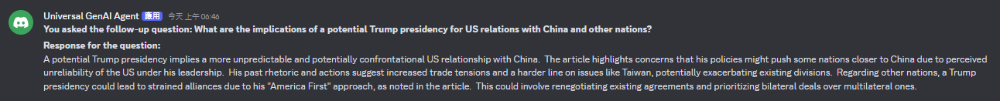 Universal GenAI Agent 應用 今天 上午 06:46
You asked the follow-up question: What are the implications of a potential Trump presidency for US relations with China and other nations?
Response for the question:
A potential Trump presidency implies a more unpredictable and potentially confrontational US relationship with China.  The article highlights concerns that his policies might push some nations closer to China due to perceived
unreliability of the US under his leadership.  His past rhetoric and actions suggest increased trade tensions and a harder line on issues like Taiwan, potentially exacerbating existing divisions.  Regarding other nations, a Trump
presidency could lead to strained alliances due to his "America First" approach, as noted in the article.  This could involve renegotiating existing agreements and prioritizing bilateral deals over multilateral ones.